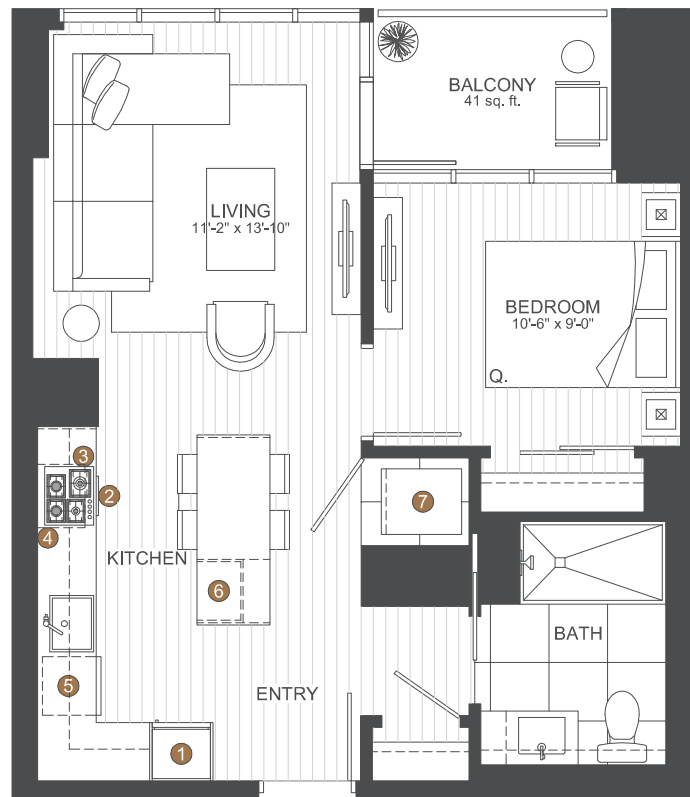 BALCONY
41 sq. ft.
LIVING
11'-2" x 13'-10"
BEDROOM
10'-6" x 9'-0"
Q.
3
2
7
4
KITCHEN
6
BATH
5
ENTRY
1